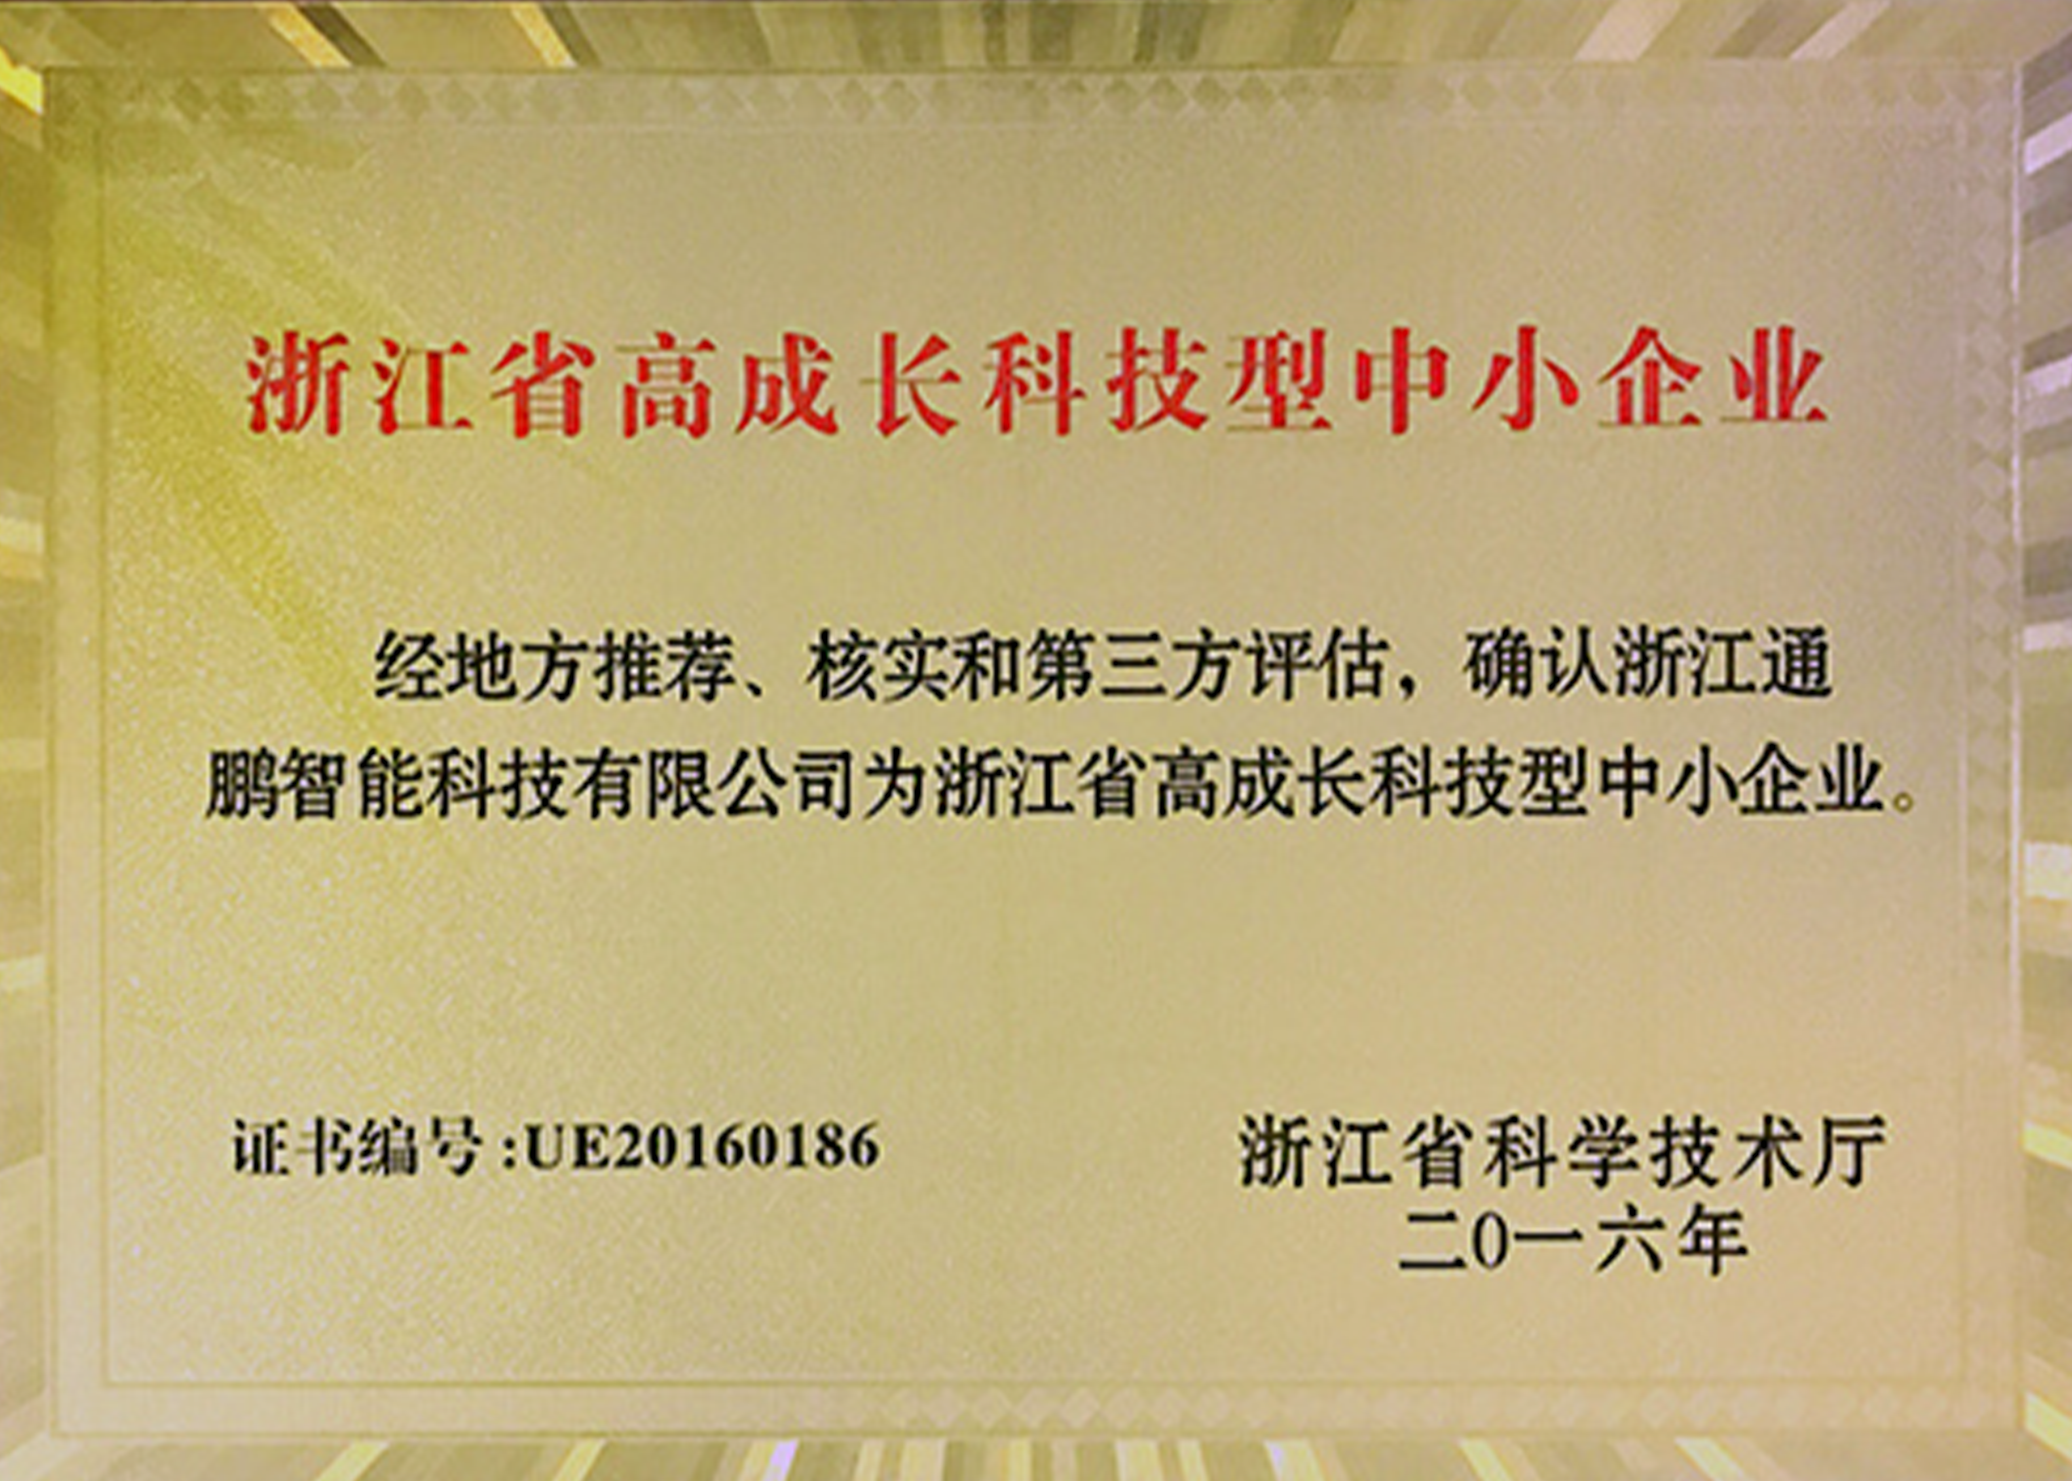 浙江省高成长科技型中小企业
经地方推荐、核实和第三方评估，确认浙江通
鹏智能科技有限公司为浙江省高成长科技型中小企业。
证书编号:UE20160186
浙江省科学技术厅
二0一六年